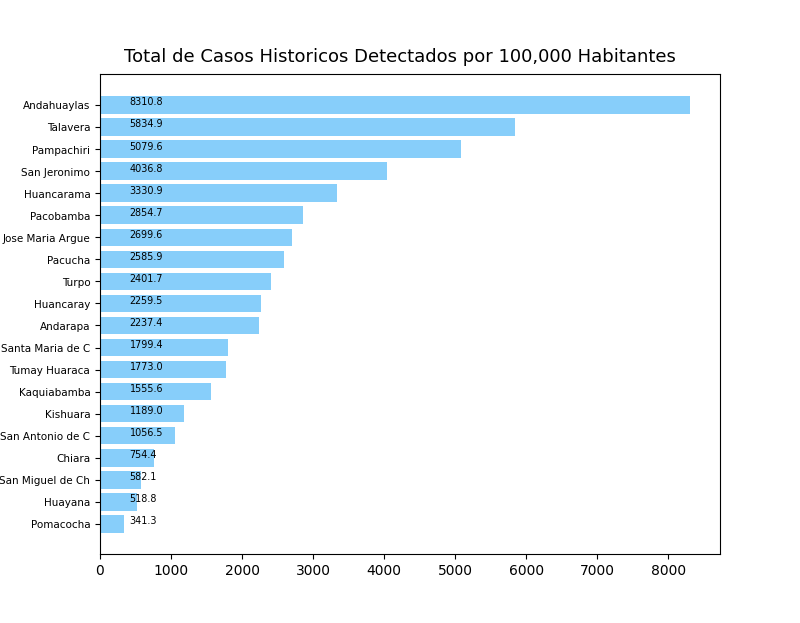 Total de Casos Historicos Detectados por 100,000 Habitantes
Andahuaylas 8310.8
Talavera 5834.9
Pampachiri 5079.6
San Jeronimo 4036.8
Huancarama 3330.9
Pacobamba 2854.7
Jose Maria Argue 2699.6
Pacucha 2585.9
Turpo 2401.7
Huancaray 2259.5
Andarapa 2237.4
Santa Maria de C 1799.4
Tumay Huaraca 1773.0
Kaquiabamba 1555.6
Kishuara 1189.0
San Antonio de C 1056.5
Chiara 754.4
San Miguel de Ch 582.1
Huayana 518.8
Pomacocha 341.3
0 1000 2000 3000 4000 5000 6000 7000 8000